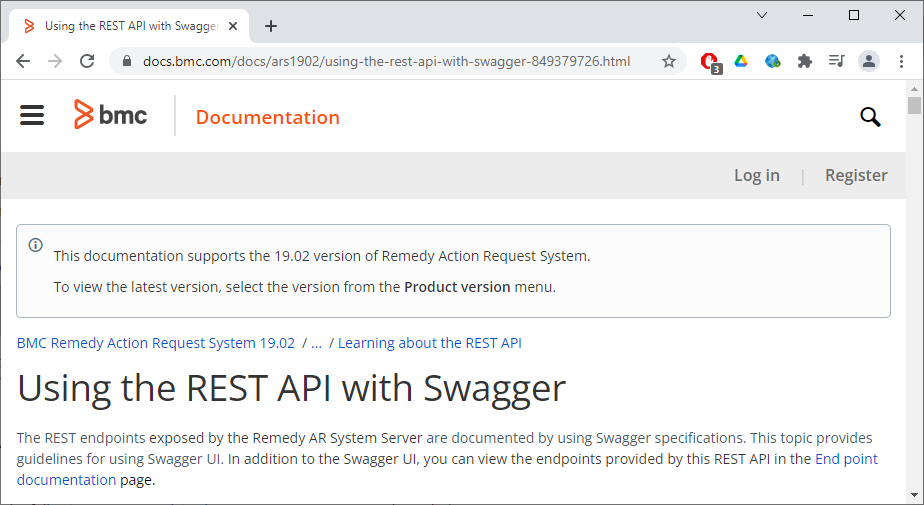 Using the REST API with Swagger
docs.bmc.com/docs/ars1902/using-the-rest-api-with-swagger-849379726.html
3
bmc
Documentation
Log in | Register
This documentation supports the 19.02 version of Remedy Action Request System.
To view the latest version, select the version from the Product version menu.
BMC Remedy Action Request System 19.02 / ... / Learning about the REST API
Using the REST API with Swagger
The REST endpoints exposed by the Remedy AR System Server are documented by using Swagger specifications. This topic provides
guidelines for using Swagger UI. In addition to the Swagger UI, you can view the endpoints provided by this REST API in the End point
documentation page.